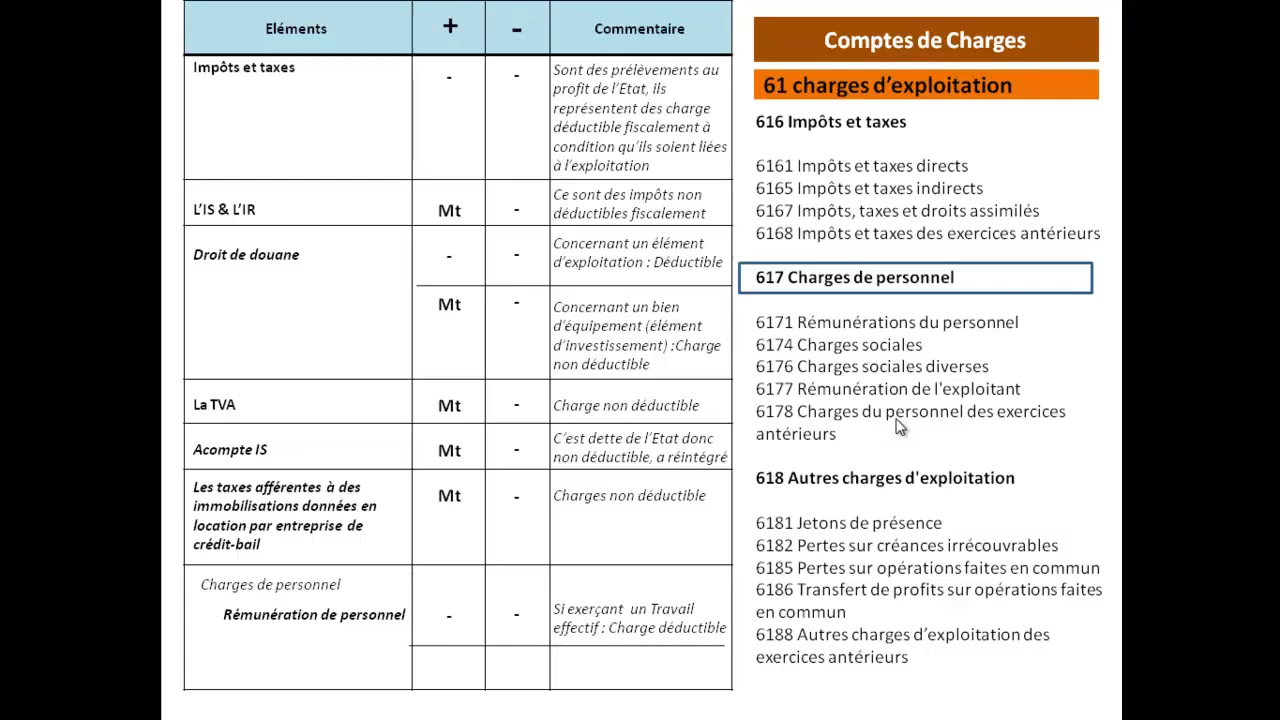 Eléments + - Commentaire
Impôts et taxes - - Sont des prélèvements au
profit de l'Etat, ils
représentent des charge
déductible fiscalement à
condition qu'ils soient liées
à l'exploitation
L'IS & L'IR Mt - Ce sont des impôts non
déductibles fiscalement
Droit de douane - - Concernant un élément
d'exploitation : Déductible
Mt - Concernant un bien
d'équipement (élément
d'investissement) :Charge
non déductible
La TVA Mt - Charge non déductible
Acompte IS Mt - C'est dette de l'Etat donc
non déductible, a réintégré
Les taxes afférentes à des
immobilisations données en
location par entreprise de
crédit-bail Mt - Charges non déductible
Charges de personnel
Rémunération de personnel - - Si exerçant un Travail
effectif : Charge déductible
Comptes de Charges
61 charges d'exploitation
616 Impôts et taxes
6161 Impôts et taxes directs
6165 Impôts et taxes indirects
6167 Impôts, taxes et droits assimilés
6168 Impôts et taxes des exercices antérieurs
617 Charges de personnel
6171 Rémunérations du personnel
6174 Charges sociales
6176 Charges sociales diverses
6177 Rémunération de l'exploitant
6178 Charges du personnel des exercices
antérieurs
618 Autres charges d'exploitation
6181 Jetons de présence
6182 Pertes sur créances irrécouvrables
6185 Pertes sur opérations faites en commun
6186 Transfert de profits sur opérations faites
en commun
6188 Autres charges d'exploitation des
exercices antérieurs